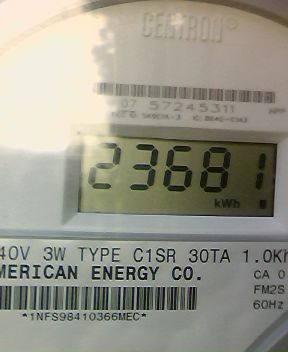 CENTRON®
07 57245311
23681
kWh
40V 3W TYPE C1SR 30TA 1.0Kh
MERICAN ENERGY CO.
CA 0
FM2S
60Hz
*1NFS98410366MEC*